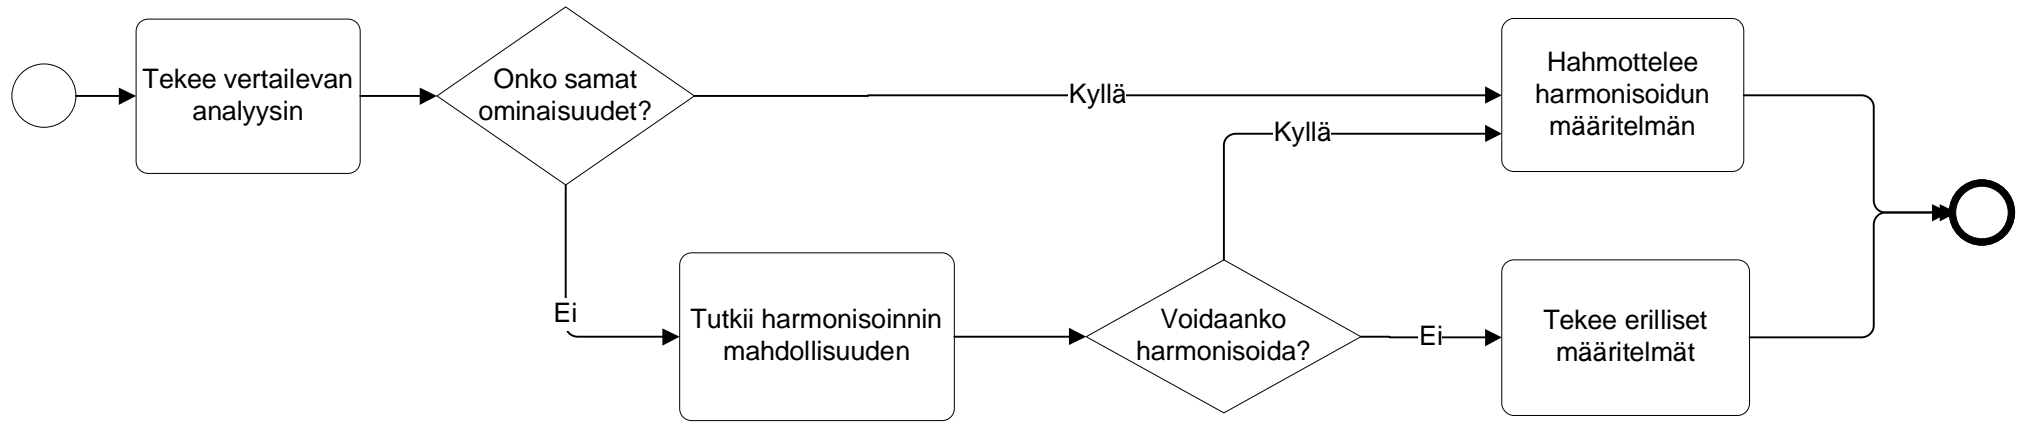 Tekee vertailevan
analyysin
Onko samat
ominaisuudet?
Kyllä
Hahmottelee
harmonisoidun
määritelmän
Kyllä
Ei
Tutkii harmonisoinnin
mahdollisuuden
Voidaanko
harmonisoida?
Ei
Tekee erilliset
määritelmät